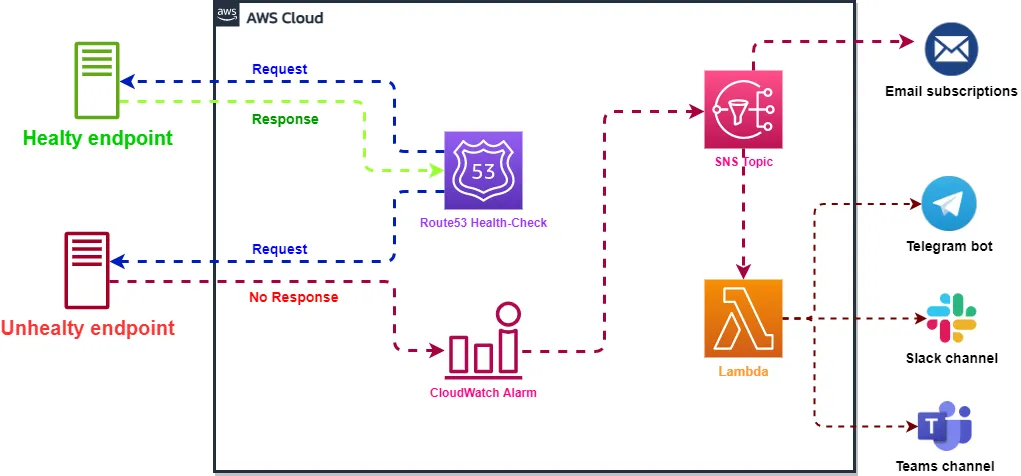 aws
AWS Cloud
Request
Response
Healty endpoint
53
Route53 Health-Check
Request
No Response
Unhealty endpoint
CloudWatch Alarm
SNS Topic
Lambda
Email subscriptions
Telegram bot
Slack channel
T
Teams channel